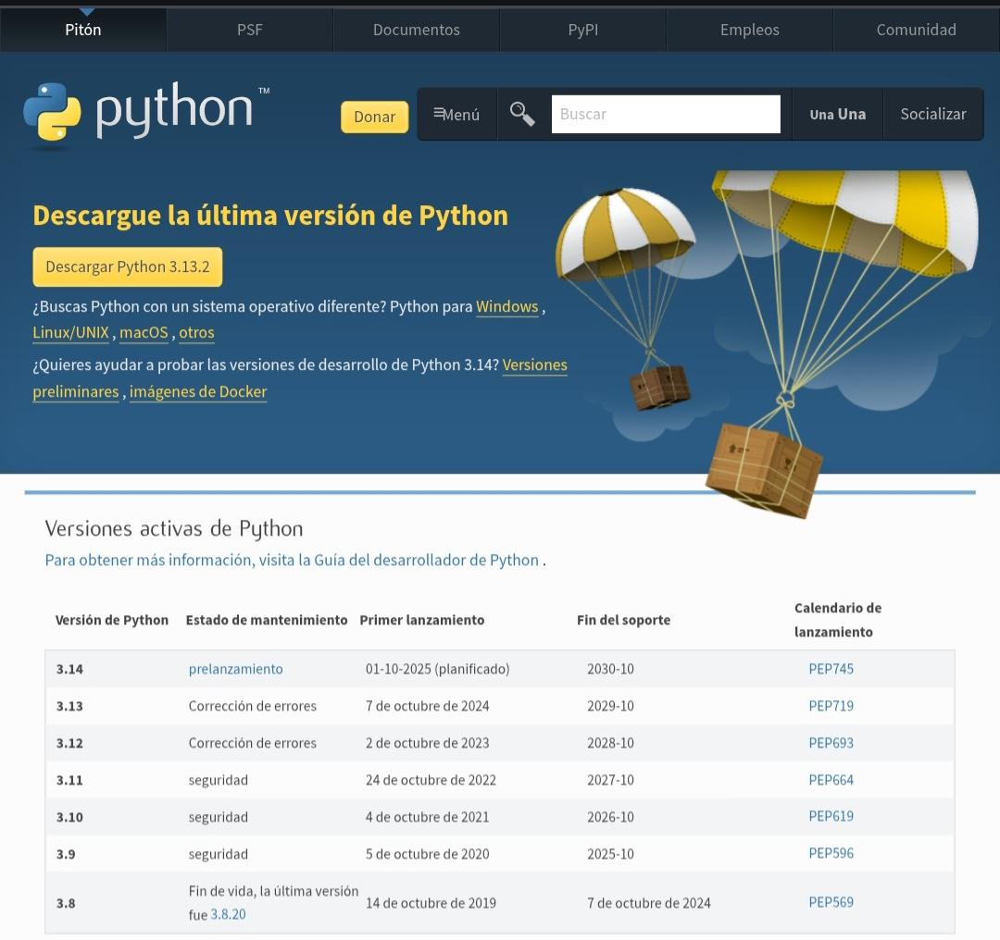 Pitón PSF Documentos PyPI Empleos Comunidad
python™ Donar Menú Buscar Una Una Socializar
Descargue la última versión de Python
Descargar Python 3.13.2
¿Buscas Python con un sistema operativo diferente? Python para Windows ,
Linux/UNIX , macOS , otros
¿Quieres ayudar a probar las versiones de desarrollo de Python 3.14? Versiones
preliminares , imágenes de Docker
Versiones activas de Python
Para obtener más información, visita la Guía del desarrollador de Python .
Versión de Python Estado de mantenimiento Primer lanzamiento Fin del soporte Calendario de
lanzamiento
3.14 prelanzamiento 01-10-2025 (planificado) 2030-10 PEP745
3.13 Corrección de errores 7 de octubre de 2024 2029-10 PEP719
3.12 Corrección de errores 2 de octubre de 2023 2028-10 PEP693
3.11 seguridad 24 de octubre de 2022 2027-10 PEP664
3.10 seguridad 4 de octubre de 2021 2026-10 PEP619
3.9 seguridad 5 de octubre de 2020 2025-10 PEP596
3.8 Fin de vida, la última versión
fue 3.8.20 14 de octubre de 2019 7 de octubre de 2024 PEP569